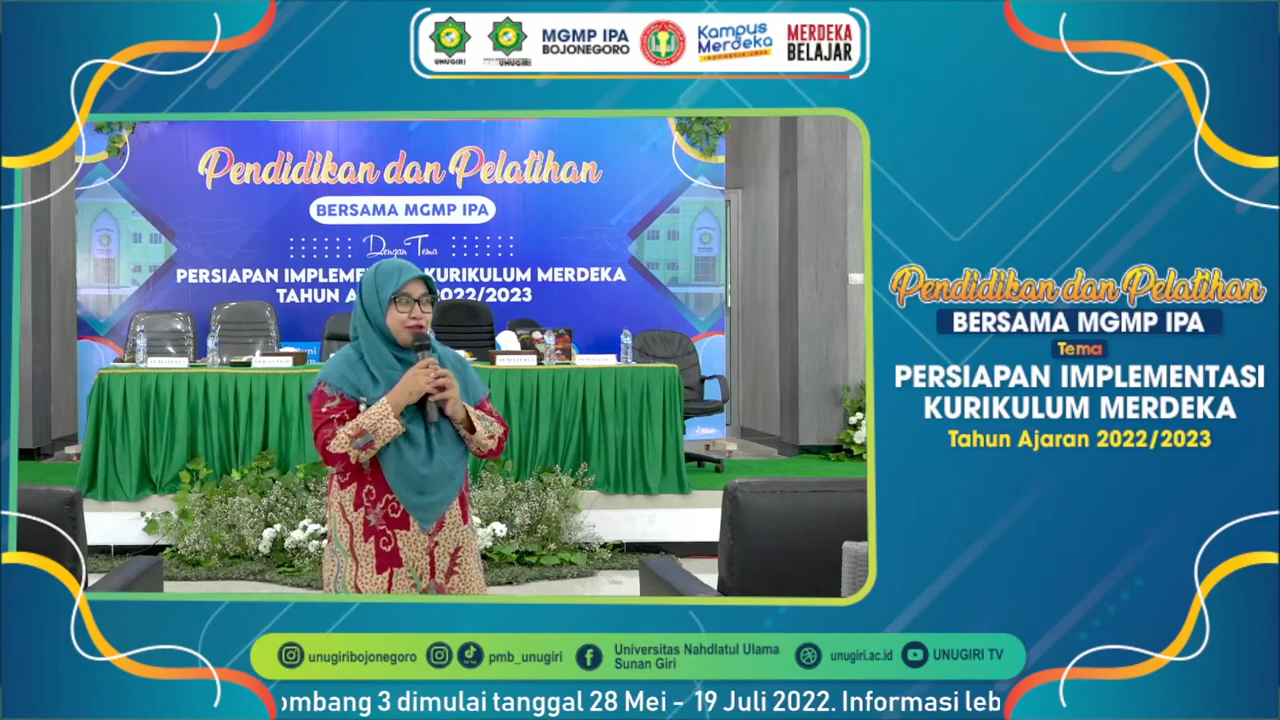 UNUGIRI
UNUGIRI
MGMP IPA
BOJONEGORO
Kampus
Merdeka
INDONESIA JAYA
MERDEKA
BELAJAR
Pendidikan dan Pelatihan
BERSAMA MGMP IPA
Dengan Tema
PERSIAPAN IMPLEME KURIKULUM MERDEKA
TAHUN A 2022/2023
Pendidikan dan Pelatihan
BERSAMA MGMP IPA
Tema
PERSIAPAN IMPLEMENTASI
KURIKULUM MERDEKA
Tahun Ajaran 2022/2023
unugiribojonegoro
pmb_unugiri
Universitas Nahdlatul Ulama
Sunan Giri
unugiri.ac.id
UNUGIRI TV
ombang 3 dimulai tanggal 28 Mei - 19 Juli 2022. Informasi leb